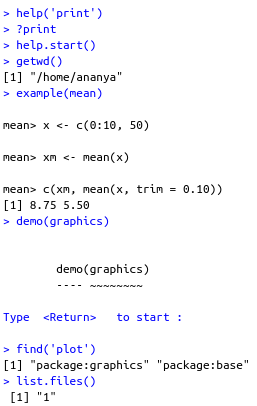 > help('print')
> ?print
> help.start()
> getwd()
[1] "/home/ananya"
> example(mean)
mean> x <- c(0:10, 50)
mean> xm <- mean(x)
mean> c(xm, mean(x, trim = 0.10))
[1] 8.75 5.50
> demo(graphics)
demo(graphics)
---- ~~~~~~~~
Type  <Return>   to start :
> find('plot')
[1] "package:graphics" "package:base"
> list.files()
[1] "1"